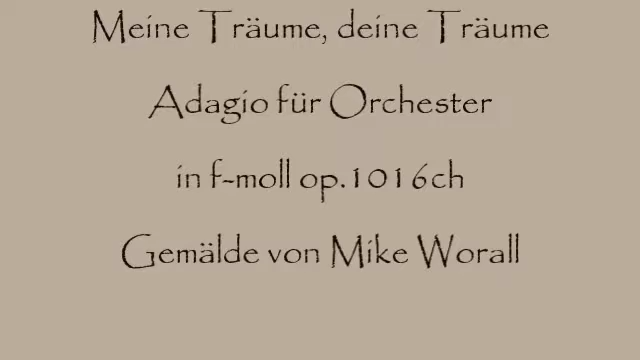 Meine Träume, deine Träume
Adagio für Orchester
in f-moll op.1016ch
Gemälde von Mike Worall